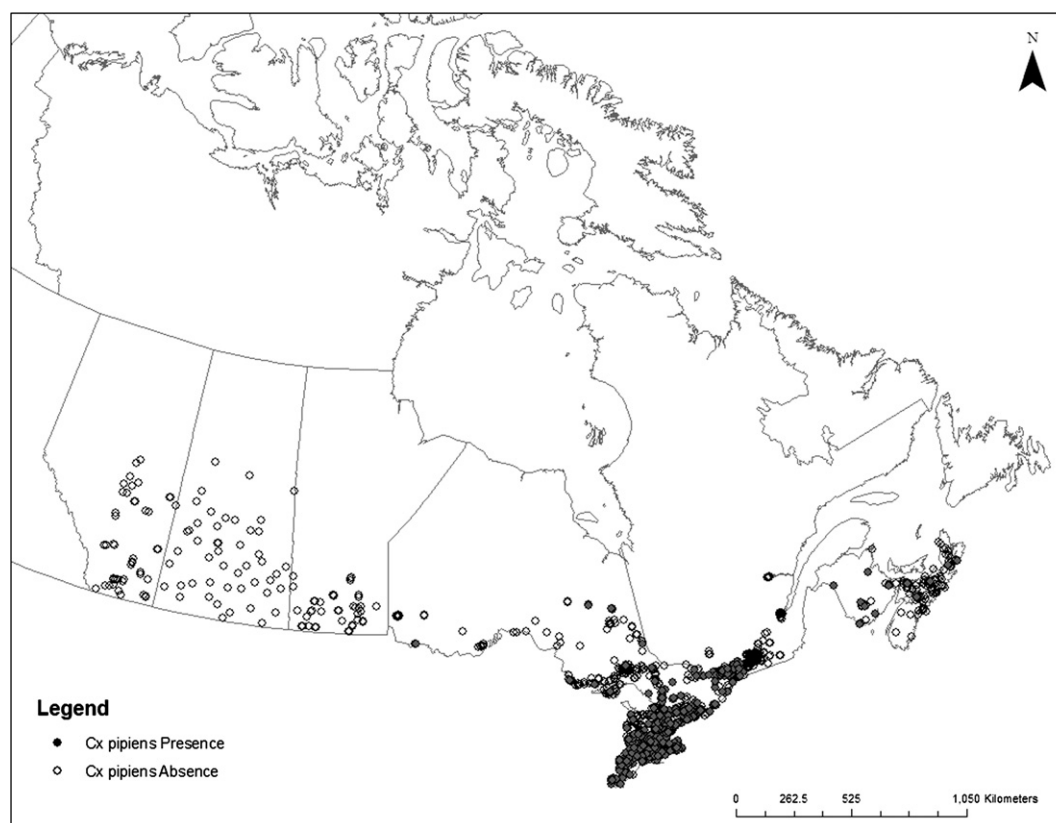 N
Legend
Cx pipiens Presence
Cx pipiens Absence
0 262.5 525 1,050 Kilometers